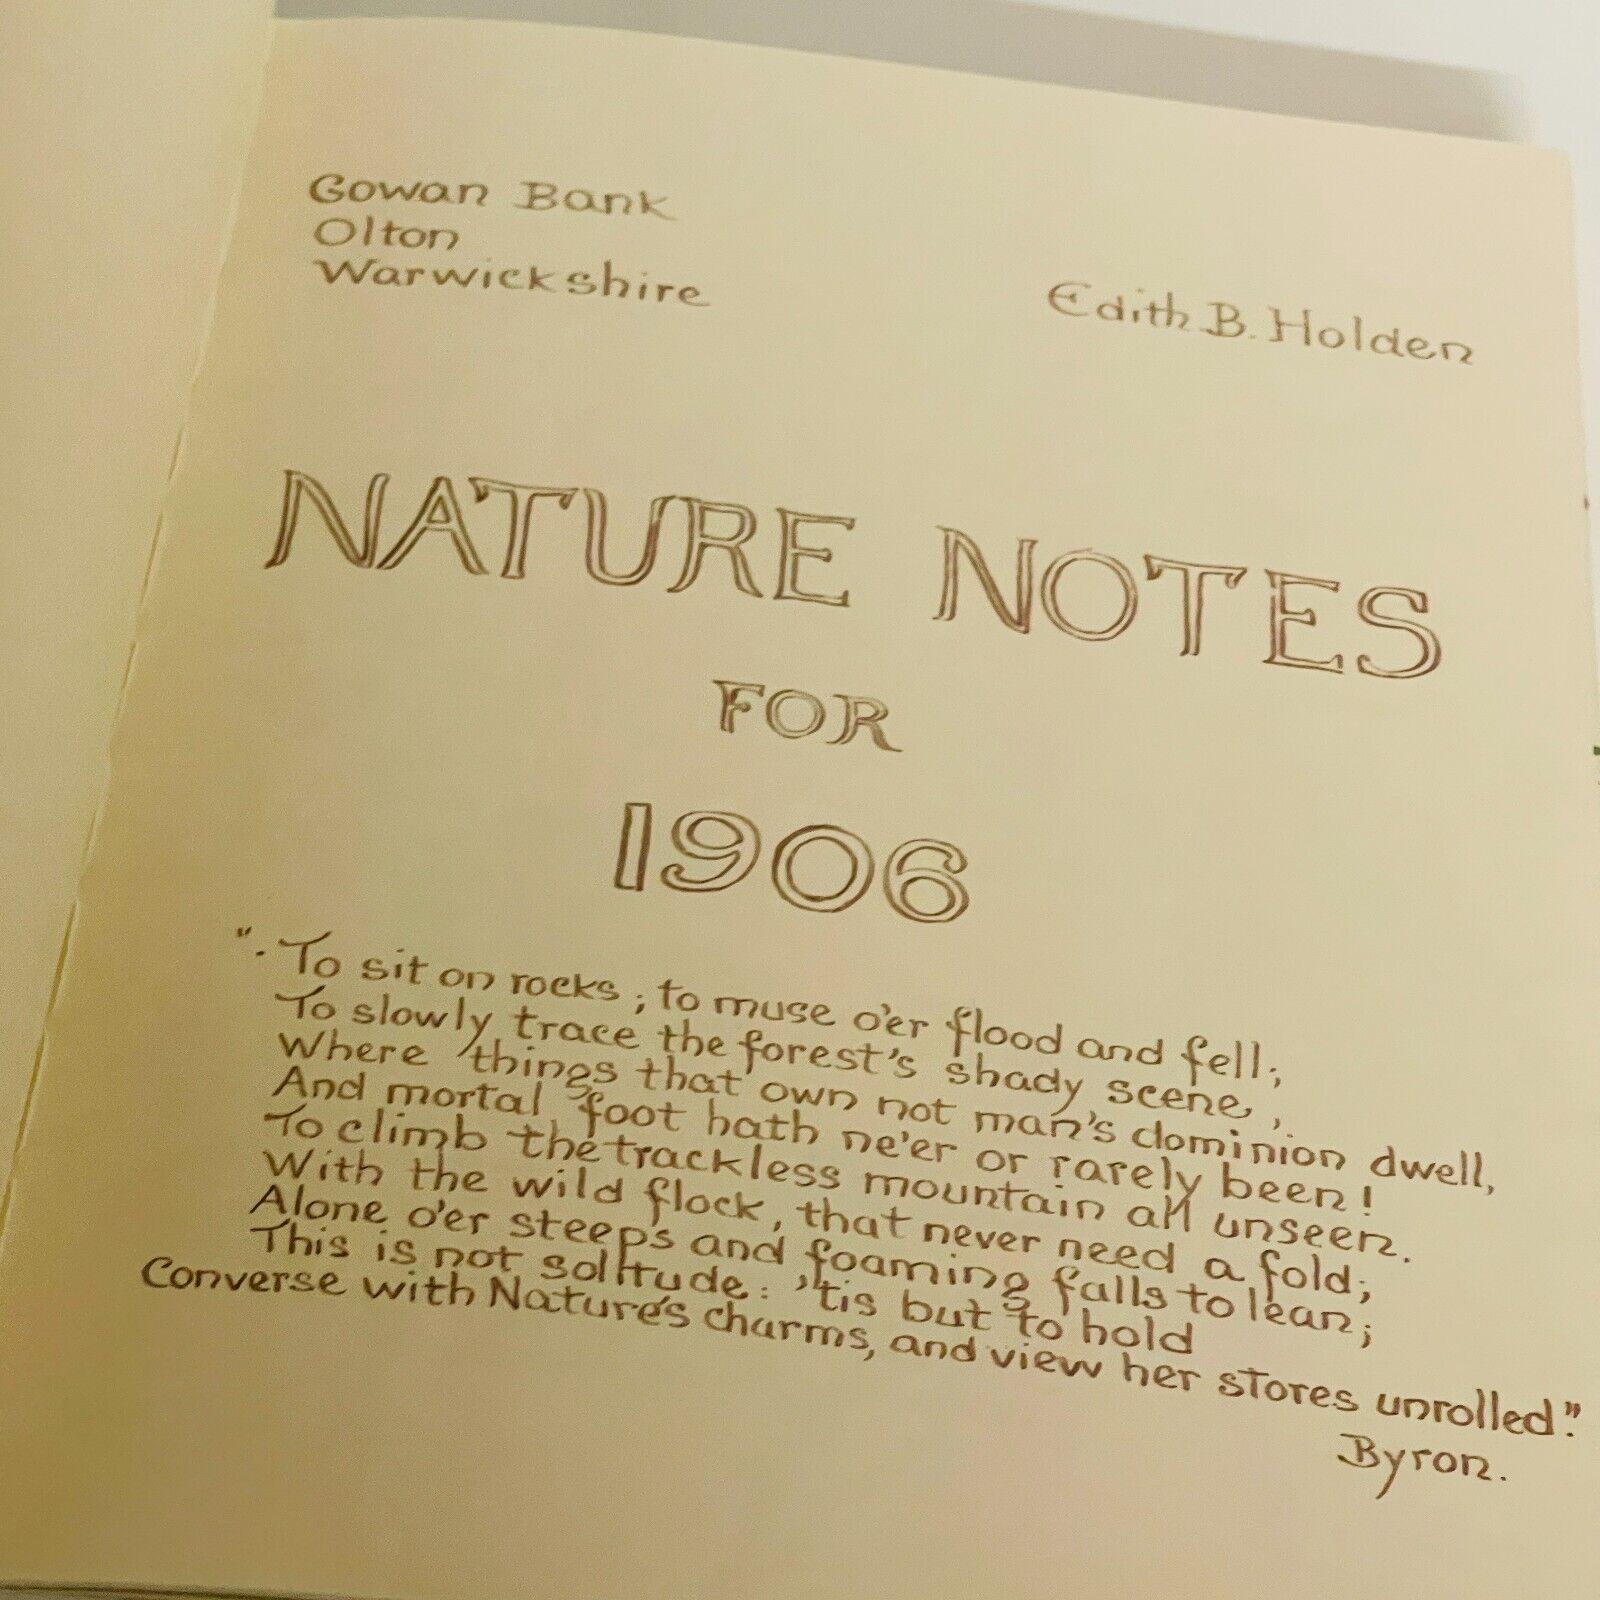 Gowan Bank
Olton
Warwickshire
Edith B. Holden
NATURE NOTES
FOR
1906
". To sit on rocks; to muse o'er flood and fell;
To slowly trace the forest's shady scene,
Where things that own not man's dominion dwell,
And mortal foot hath ne'er or rarely been!
To climb the trackless mountain all unseen.
With the wild flock, that never need a fold;
Alone o'er steeps and foaming falls to lean;
This is not solitude: 'tis but to hold
Converse with Nature's charms, and view her stores unrolled."
Byron.